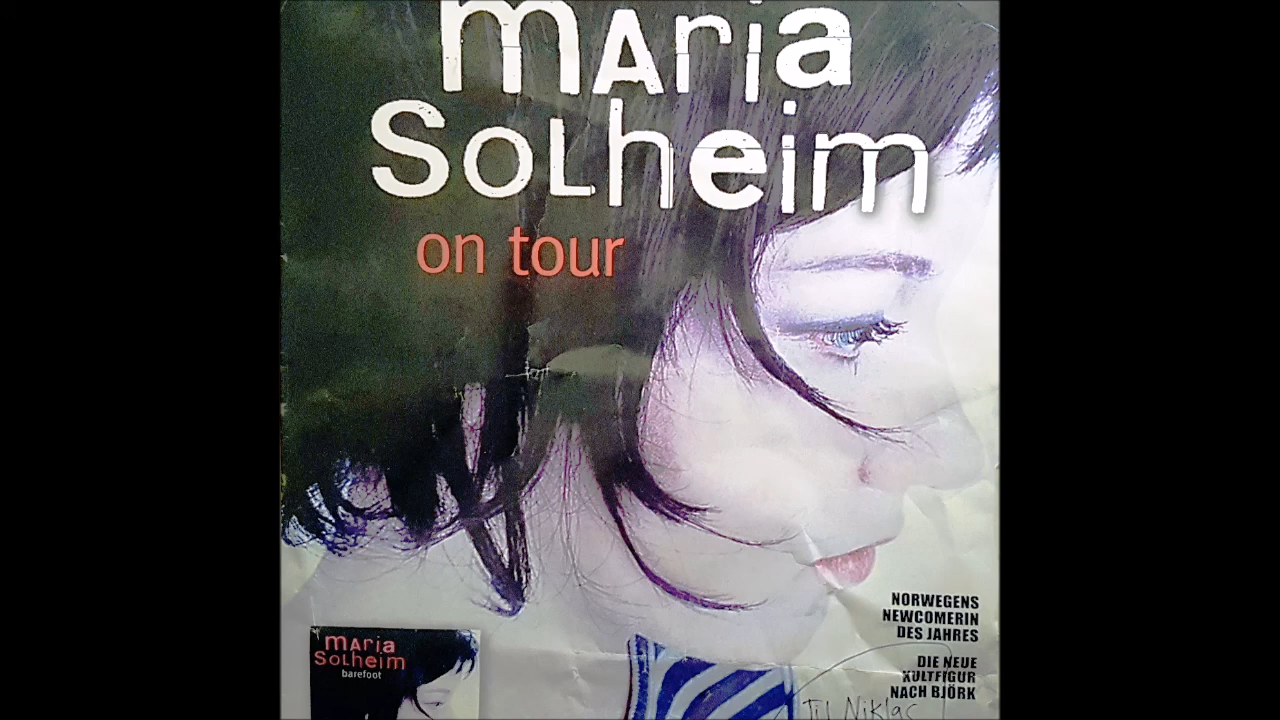 maria
Solheim
on tour
NORWEGENS
NEWCOMERIN
DES JAHRES
DIE NEUE
KULTFIGUR
NACH BJÖRK
maria
Solheim
barefoot
Til Niklas